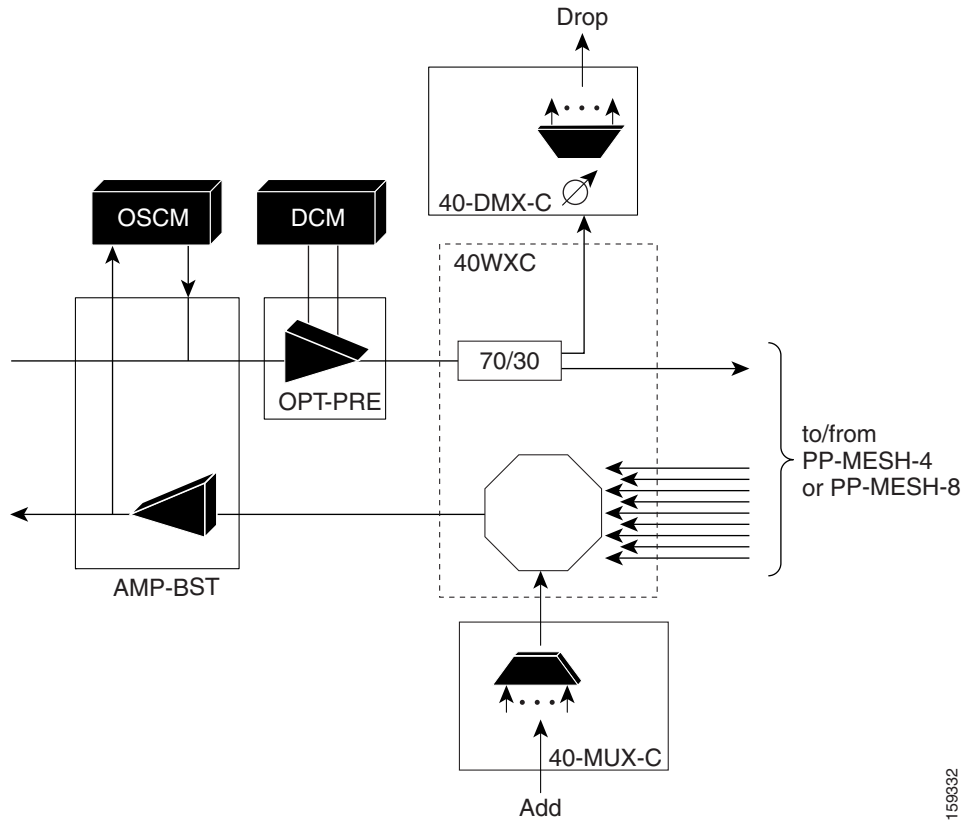 Drop
40-DMX-C
OSCM
DCM
40WXC
70/30
OPT-PRE
to/from
PP-MESH-4
or PP-MESH-8
AMP-BST
40-MUX-C
Add
159332